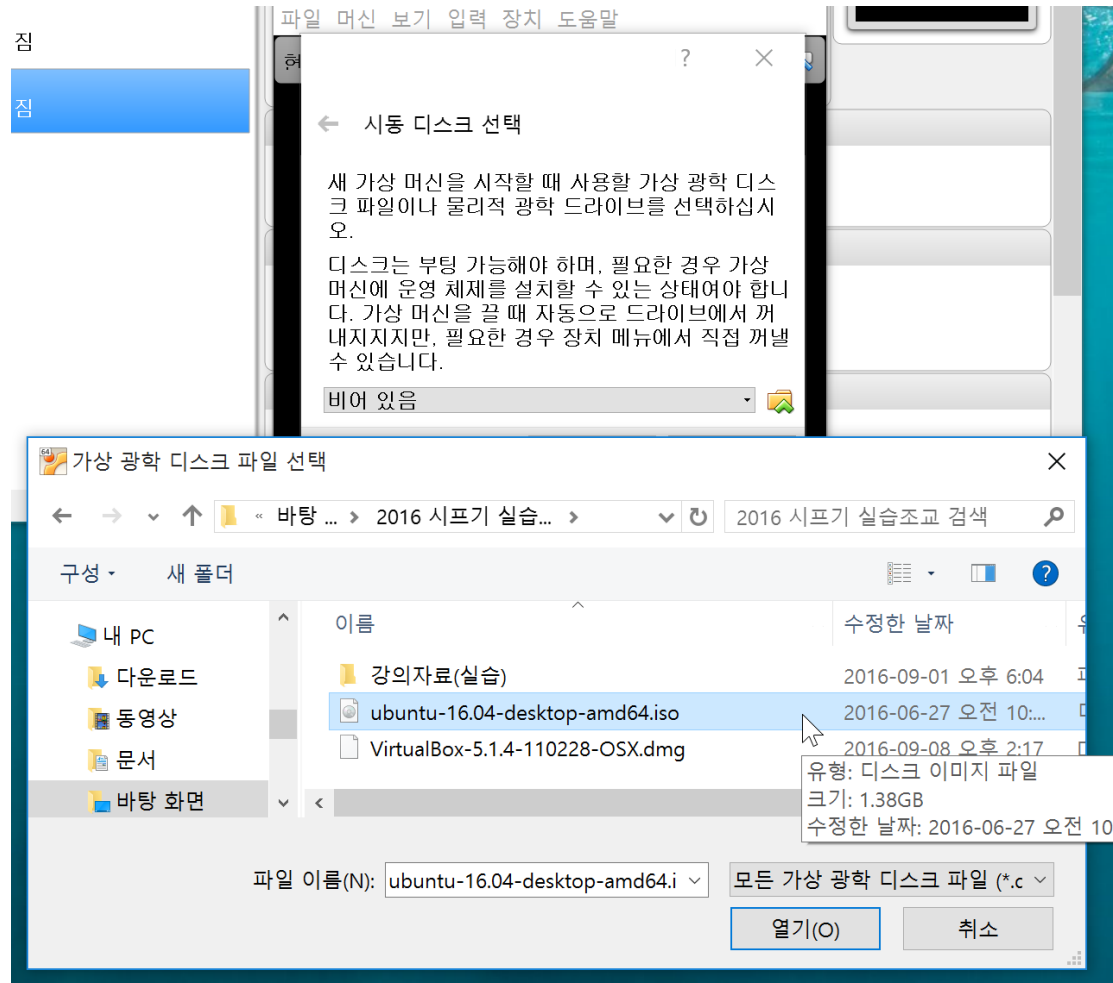 파일 머신 보기 입력 장치 도움말
짐
짐
현
?
시동 디스크 선택
새 가상 머신을 시작할 때 사용할 가상 광학 디스
크 파일이나 물리적 광학 드라이브를 선택하십시
오.
디스크는 부팅 가능해야 하며, 필요한 경우 가상
머신에 운영 체제를 설치할 수 있는 상태여야 합니
다. 가상 머신을 끌 때 자동으로 드라이브에서 꺼
내지지지만, 필요한 경우 장치 메뉴에서 직접 꺼낼
수 있습니다.
비어 있음
64
가상 광학 디스크 파일 선택
« 바탕 ... > 2016 시프기 실습... >
2016 시프기 실습조교 검색
구성
새 폴더
?
내 PC
다운로드
동영상
문서
바탕 화면
이름
수정한 날짜
강의자료(실습)
2016-09-01 오후 6:04
ubuntu-16.04-desktop-amd64.iso
2016-06-27 오전 10:...
VirtualBox-5.1.4-110228-OSX.dmg
2016-09-08 오후 2:17
유형: 디스크 이미지 파일
크기: 1.38GB
수정한 날짜: 2016-06-27 오전 10
파일 이름(N):
ubuntu-16.04-desktop-amd64.i
모든 가상 광학 디스크 파일 (*.c
열기(O)
취소